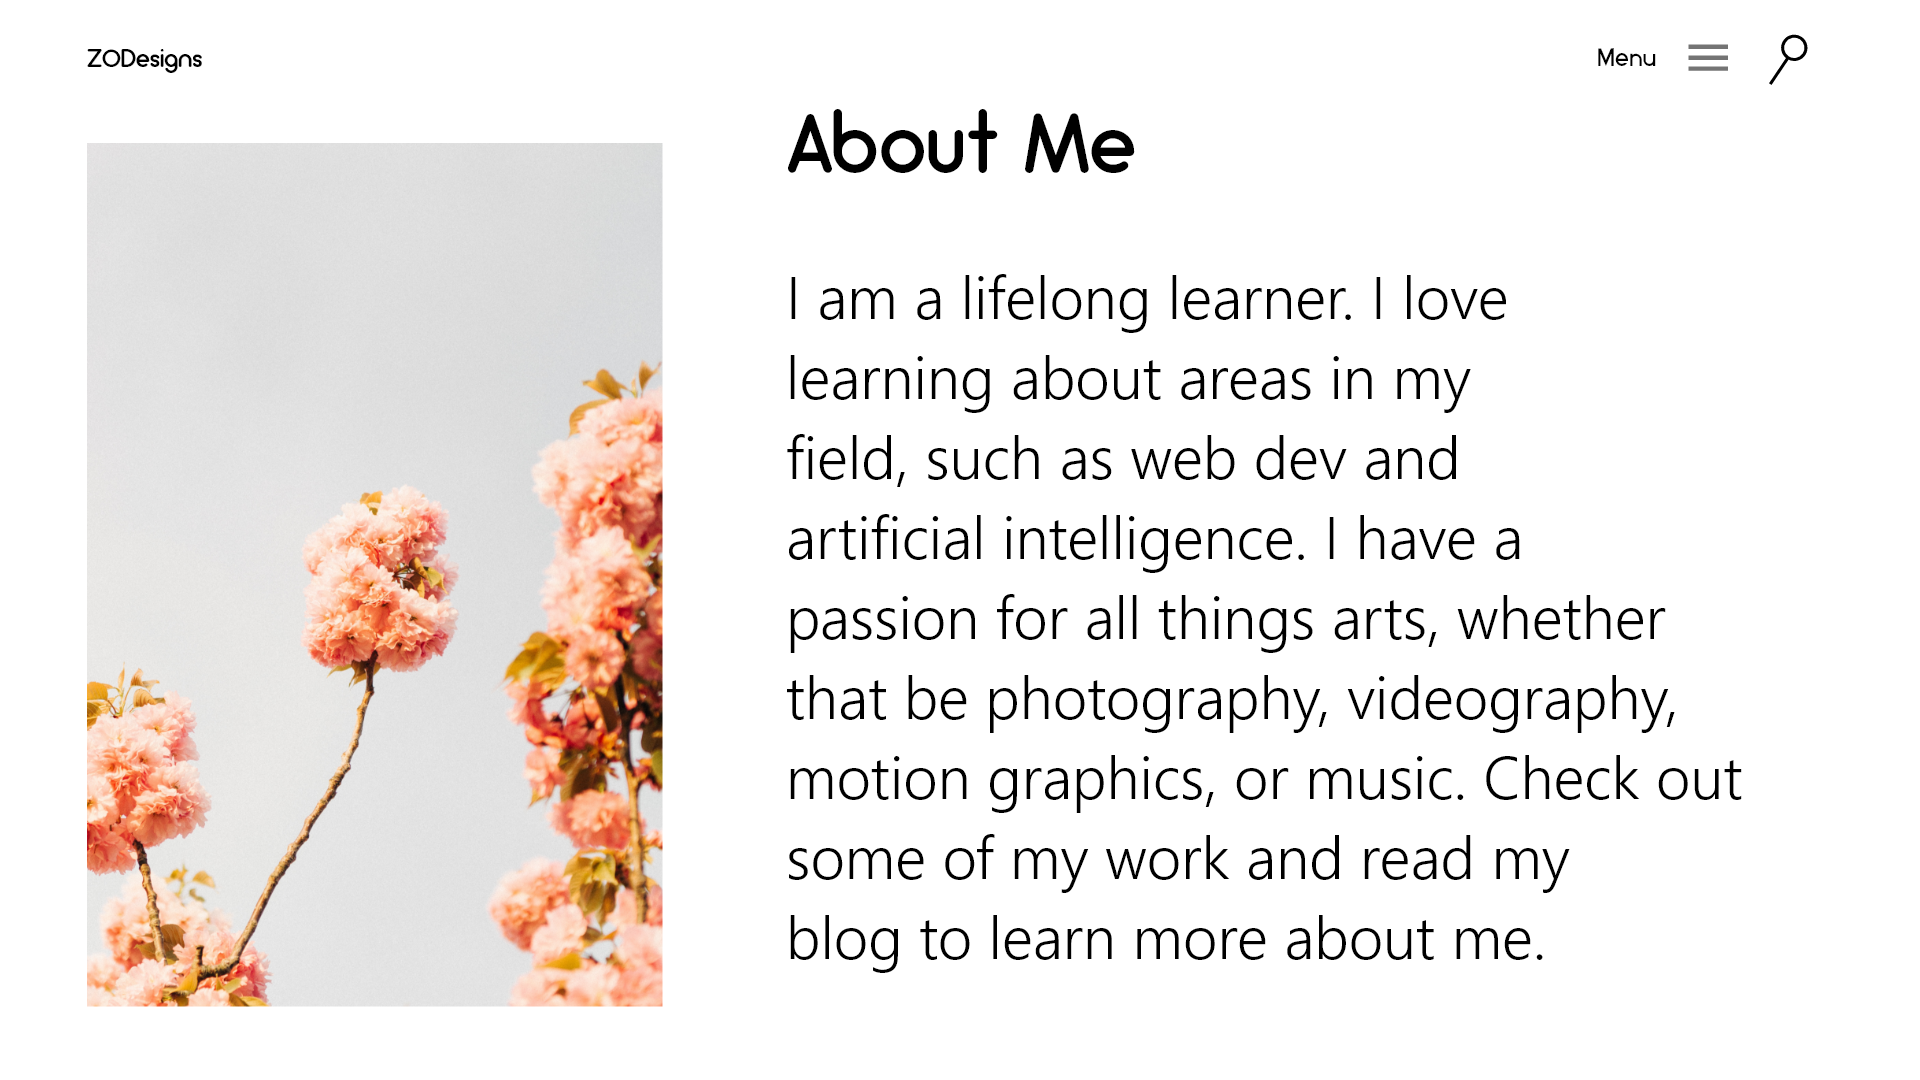 ZODesigns
Menu
About Me
I am a lifelong learner. I love
learning about areas in my
field, such as web dev and
artificial intelligence. I have a
passion for all things arts, whether
that be photography, videography,
motion graphics, or music. Check out
some of my work and read my
blog to learn more about me.